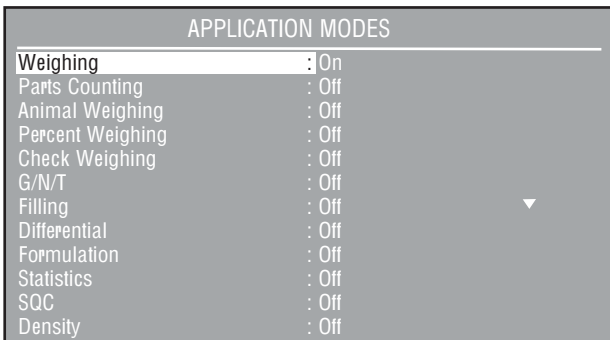 APPLICATION MODES
Weighing : On
Parts Counting : Off
Animal Weighing : Off
Percent Weighing : Off
Check Weighing : Off
G/N/T : Off
Filling : Off
Differential : Off
Formulation : Off
Statistics : Off
SQC : Off
Density : Off